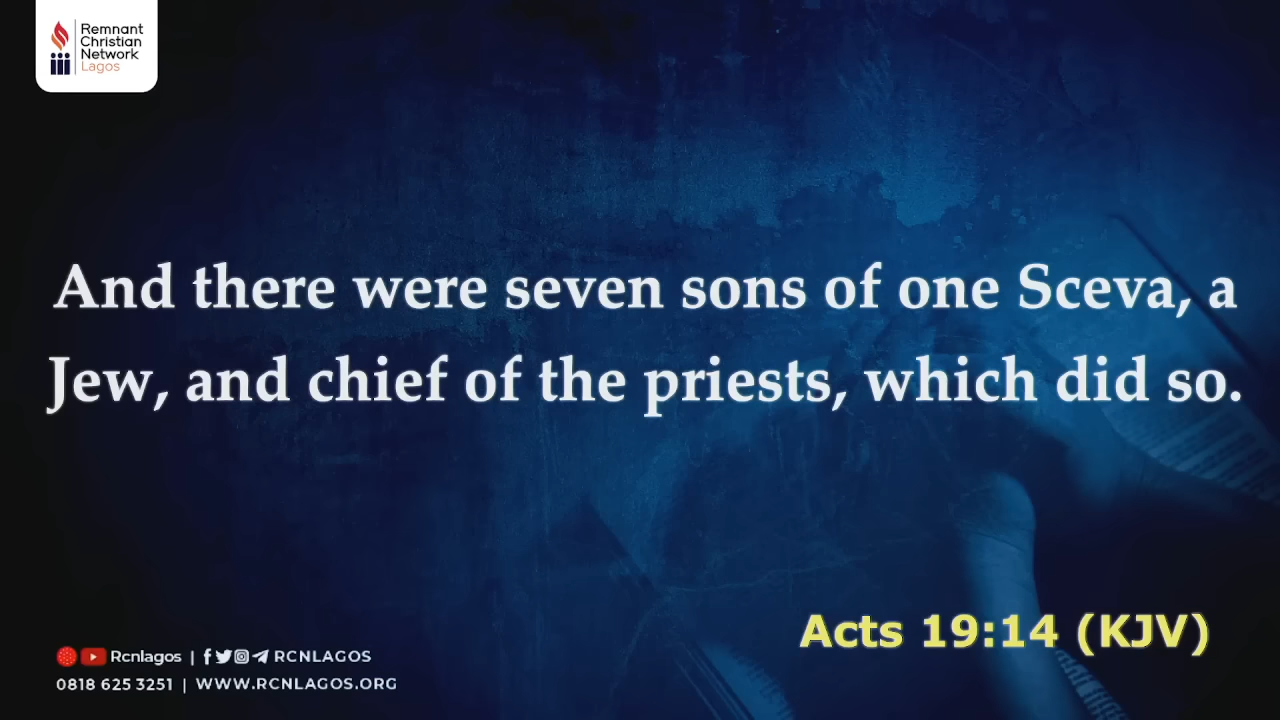 Remnant
Christian
Network
Lagos
And there were seven sons of one Sceva, a
Jew, and chief of the priests, which did so.
Acts 19:14 (KJV)
Rcnlagos | RCNLAGOS
0818 625 3251 | WWW.RCNLAGOS.ORG